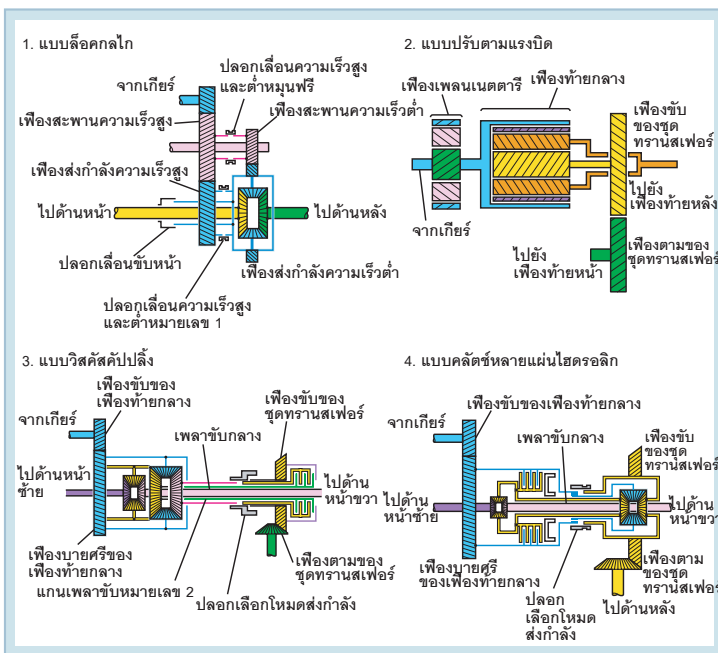 1. แบบล็อคกลไก
ปลอกเลื่อนความเร็วสูง
และต่ำหมุนฟรี
จากเกียร์
เฟืองสะพานความเร็วสูง
เฟืองสะพานความเร็วต่ำ
เฟืองส่งกำลังความเร็วสูง
ไปด้านหน้า
ไปด้านหลัง
ปลอกเลื่อนขับหน้า
เฟืองส่งกำลังความเร็วต่ำ
ปลอกเลื่อนความเร็วสูง
และต่ำหมายเลข 1
2. แบบปรับตามแรงบิด
เฟืองเพลนเนตตารี
เฟืองท้ายกลาง
เฟืองขับ
ของชุด
ทรานสเฟอร์
จากเกียร์
ไปยัง
เฟืองท้ายหลัง
ไปยัง
เฟืองท้ายหน้า
เฟืองตามของ
ชุดทรานสเฟอร์
3. แบบวิสคัสคัปปลิ้ง
เฟืองขับของ
เฟืองท้ายกลาง
จากเกียร์
เพลาขับกลาง
เฟืองขับของ
ชุดทรานสเฟอร์
ไปด้านหน้า
ซ้าย
ไปด้าน
หน้าขวา
เฟืองบายศรีของ
เฟืองท้ายกลาง
แกนเพลาขับหมายเลข 2
เฟืองตามของ
ชุดทรานสเฟอร์
ปลอกเลือกโหมดส่งกำลัง
4. แบบคลัตช์หลายแผ่นไฮดรอลิก
เฟืองขับของเฟืองท้ายกลาง
จากเกียร์
เพลาขับกลาง
เฟืองขับ
ของชุด
ทรานสเฟอร์
ไปด้าน
หน้าซ้าย
ไปด้าน
หน้าขวา
เฟืองบายศรี
ของเฟืองท้ายกลาง
ปลอก
เลือกโหมด
ส่งกำลัง
เฟืองตาม
ของชุด
ทรานสเฟอร์
ไปด้านหลัง